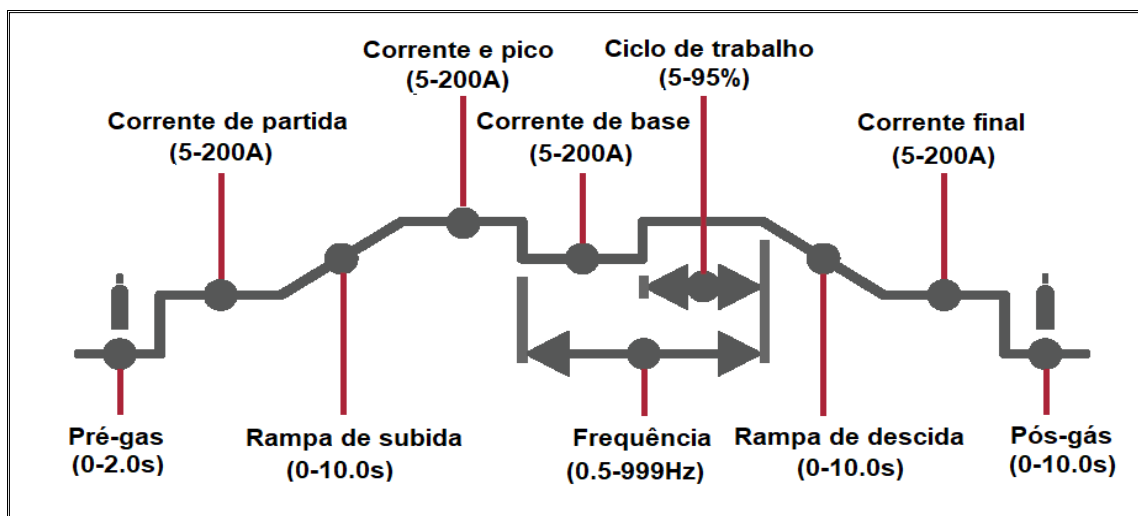 Corrente e pico
(5-200A)
Ciclo de trabalho
(5-95%)
Corrente de partida
(5-200A)
Corrente de base
(5-200A)
Corrente final
(5-200A)
Pré-gas
(0-2.0s)
Rampa de subida
(0-10.0s)
Frequência
(0.5-999Hz)
Rampa de descida
(0-10.0s)
Pós-gás
(0-10.0s)